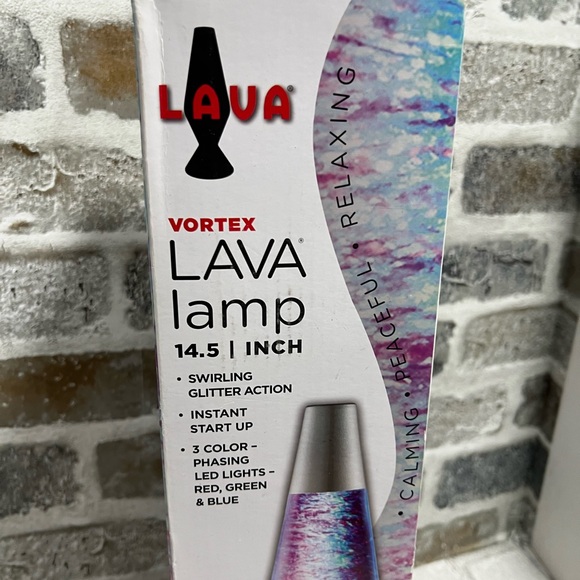 LAVA®
VORTEX
LAVA®
lamp
14.5 | INCH
• SWIRLING
GLITTER ACTION
• INSTANT
START UP
• 3 COLOR –
PHASING
LED LIGHTS –
RED, GREEN
& BLUE
• CALMING • PEACEFUL • RELAXING